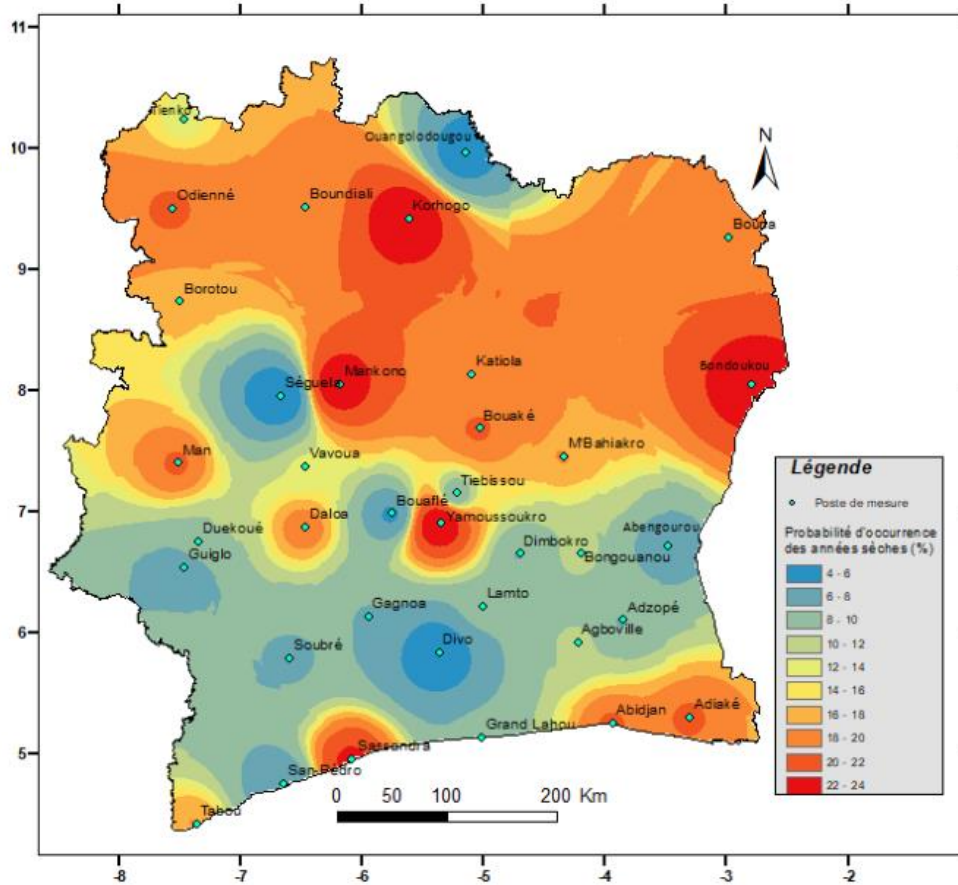 11
10
9
8
7
6
5
-8
-7
-6
-5
-4
-3
-2
N
Tienko
Ouangolodougou
Odienné
Boundiali
Korhogo
Bouna
Borotou
Séguela
Mankono
Katiola
Bondoukou
Bouaké
Man
Vavoua
M'Bahiakro
Tiebissou
Bouaflé
Daloa
Yamoussoukro
Duekoué
Dimbokro
Abengourou
Guiglo
Bongouanou
Gagnoa
Lamto
Adzopé
Soubré
Divo
Agboville
Abidjan
Adiaké
Grand Lahou
Sassondra
San-Pédro
Tabou
0 50 100 200 Km
Légende
Poste de mesure
Probabilité d'occurrence
des années sèches (%)
4 - 6
6 - 8
8 - 10
10 - 12
12 - 14
14 - 16
16 - 18
18 - 20
20 - 22
22 - 24